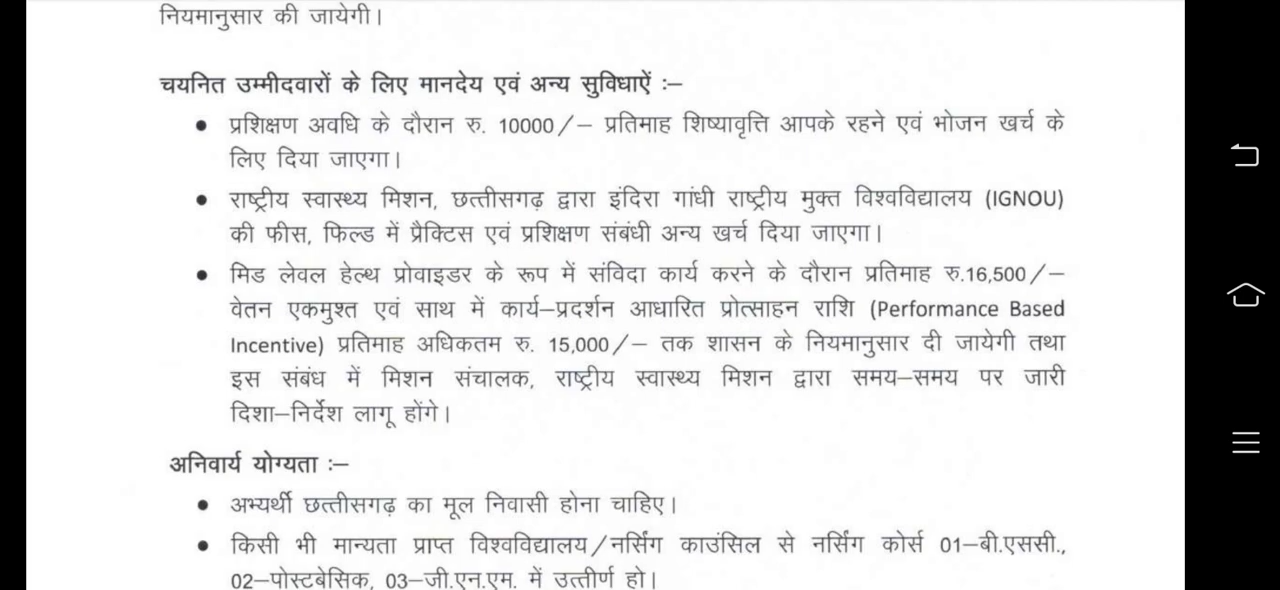 नियमानुसार की जायेगी।
चयनित उम्मीदवारों के लिए मानदेय एवं अन्य सुविधाऐं :–
• प्रशिक्षण अवधि के दौरान रु. 10000/– प्रतिमाह शिष्यावृत्ति आपके रहने एवं भोजन खर्च के
लिए दिया जाएगा।
• राष्ट्रीय स्वास्थ्य मिशन, छत्तीसगढ़ द्वारा इंदिरा गांधी राष्ट्रीय मुक्त विश्वविद्यालय (IGNOU)
की फीस, फिल्ड में प्रैक्टिस एवं प्रशिक्षण संबंधी अन्य खर्च दिया जाएगा।
• मिड लेवल हेल्थ प्रोवाइडर के रूप में संविदा कार्य करने के दौरान प्रतिमाह रु.16,500/–
वेतन एकमुश्त एवं साथ में कार्य–प्रदर्शन आधारित प्रोत्साहन राशि (Performance Based
Incentive) प्रतिमाह अधिकतम रु. 15,000/– तक शासन के नियमानुसार दी जायेगी तथा
इस संबंध में मिशन संचालक, राष्ट्रीय स्वास्थ्य मिशन द्वारा समय–समय पर जारी
दिशा–निर्देश लागू होंगे।
अनिवार्य योग्यता :–
• अभ्यर्थी छत्तीसगढ़ का मूल निवासी होना चाहिए।
• किसी भी मान्यता प्राप्त विश्वविद्यालय/नर्सिंग काउंसिल से नर्सिंग कोर्स 01–बी.एससी.,
02–पोस्टबेसिक, 03–जी.एन.एम. में उत्तीर्ण हो।